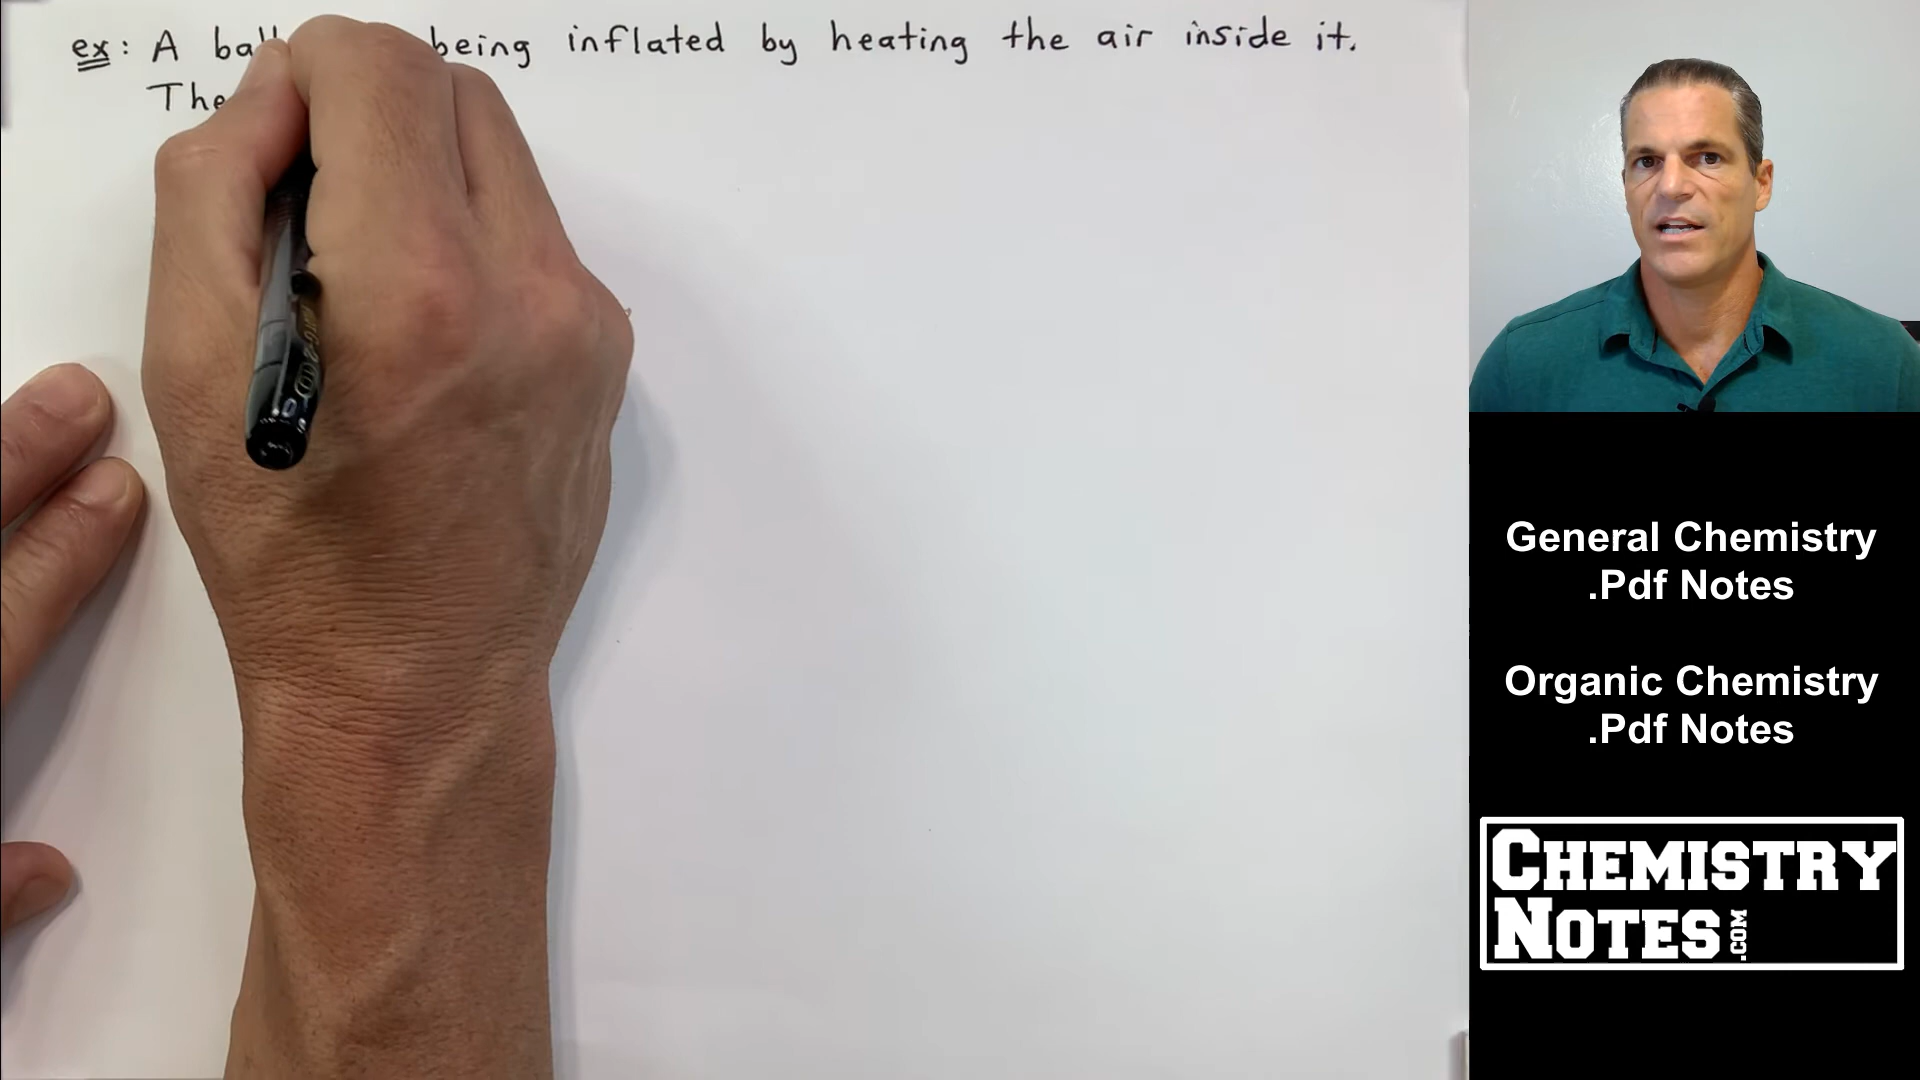 ex: A being inflated by heating the air inside it.
The
General Chemistry
.Pdf Notes
Organic Chemistry
.Pdf Notes
CHEMISTRY
NOTES.COM